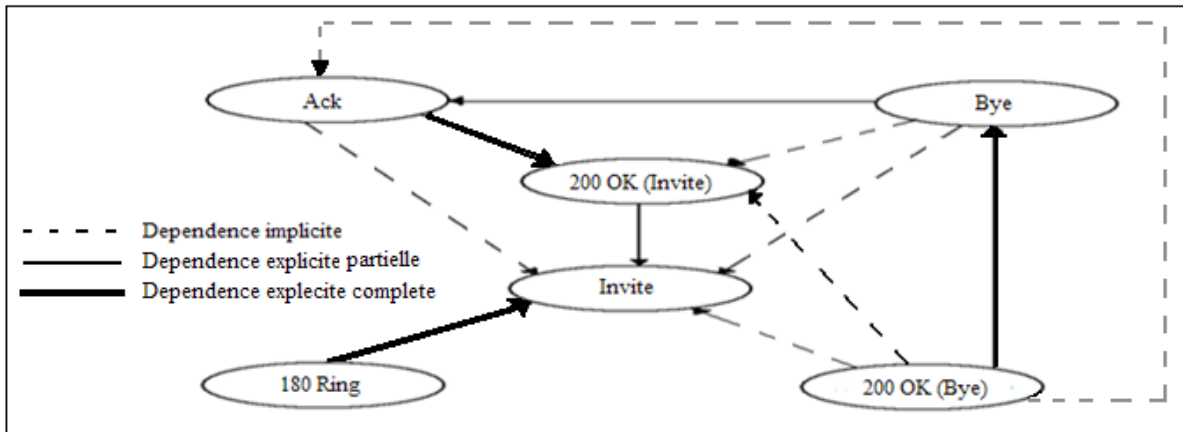 Ack
Bye
200 OK (Invite)
Dependence implicite
Dependence explicite partielle
Dependence explecite complete
Invite
180 Ring
200 OK (Bye)